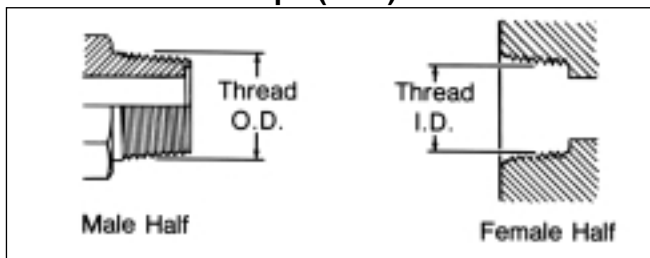 Thread
O.D.
Male Half
Thread
I.D.
Female Half